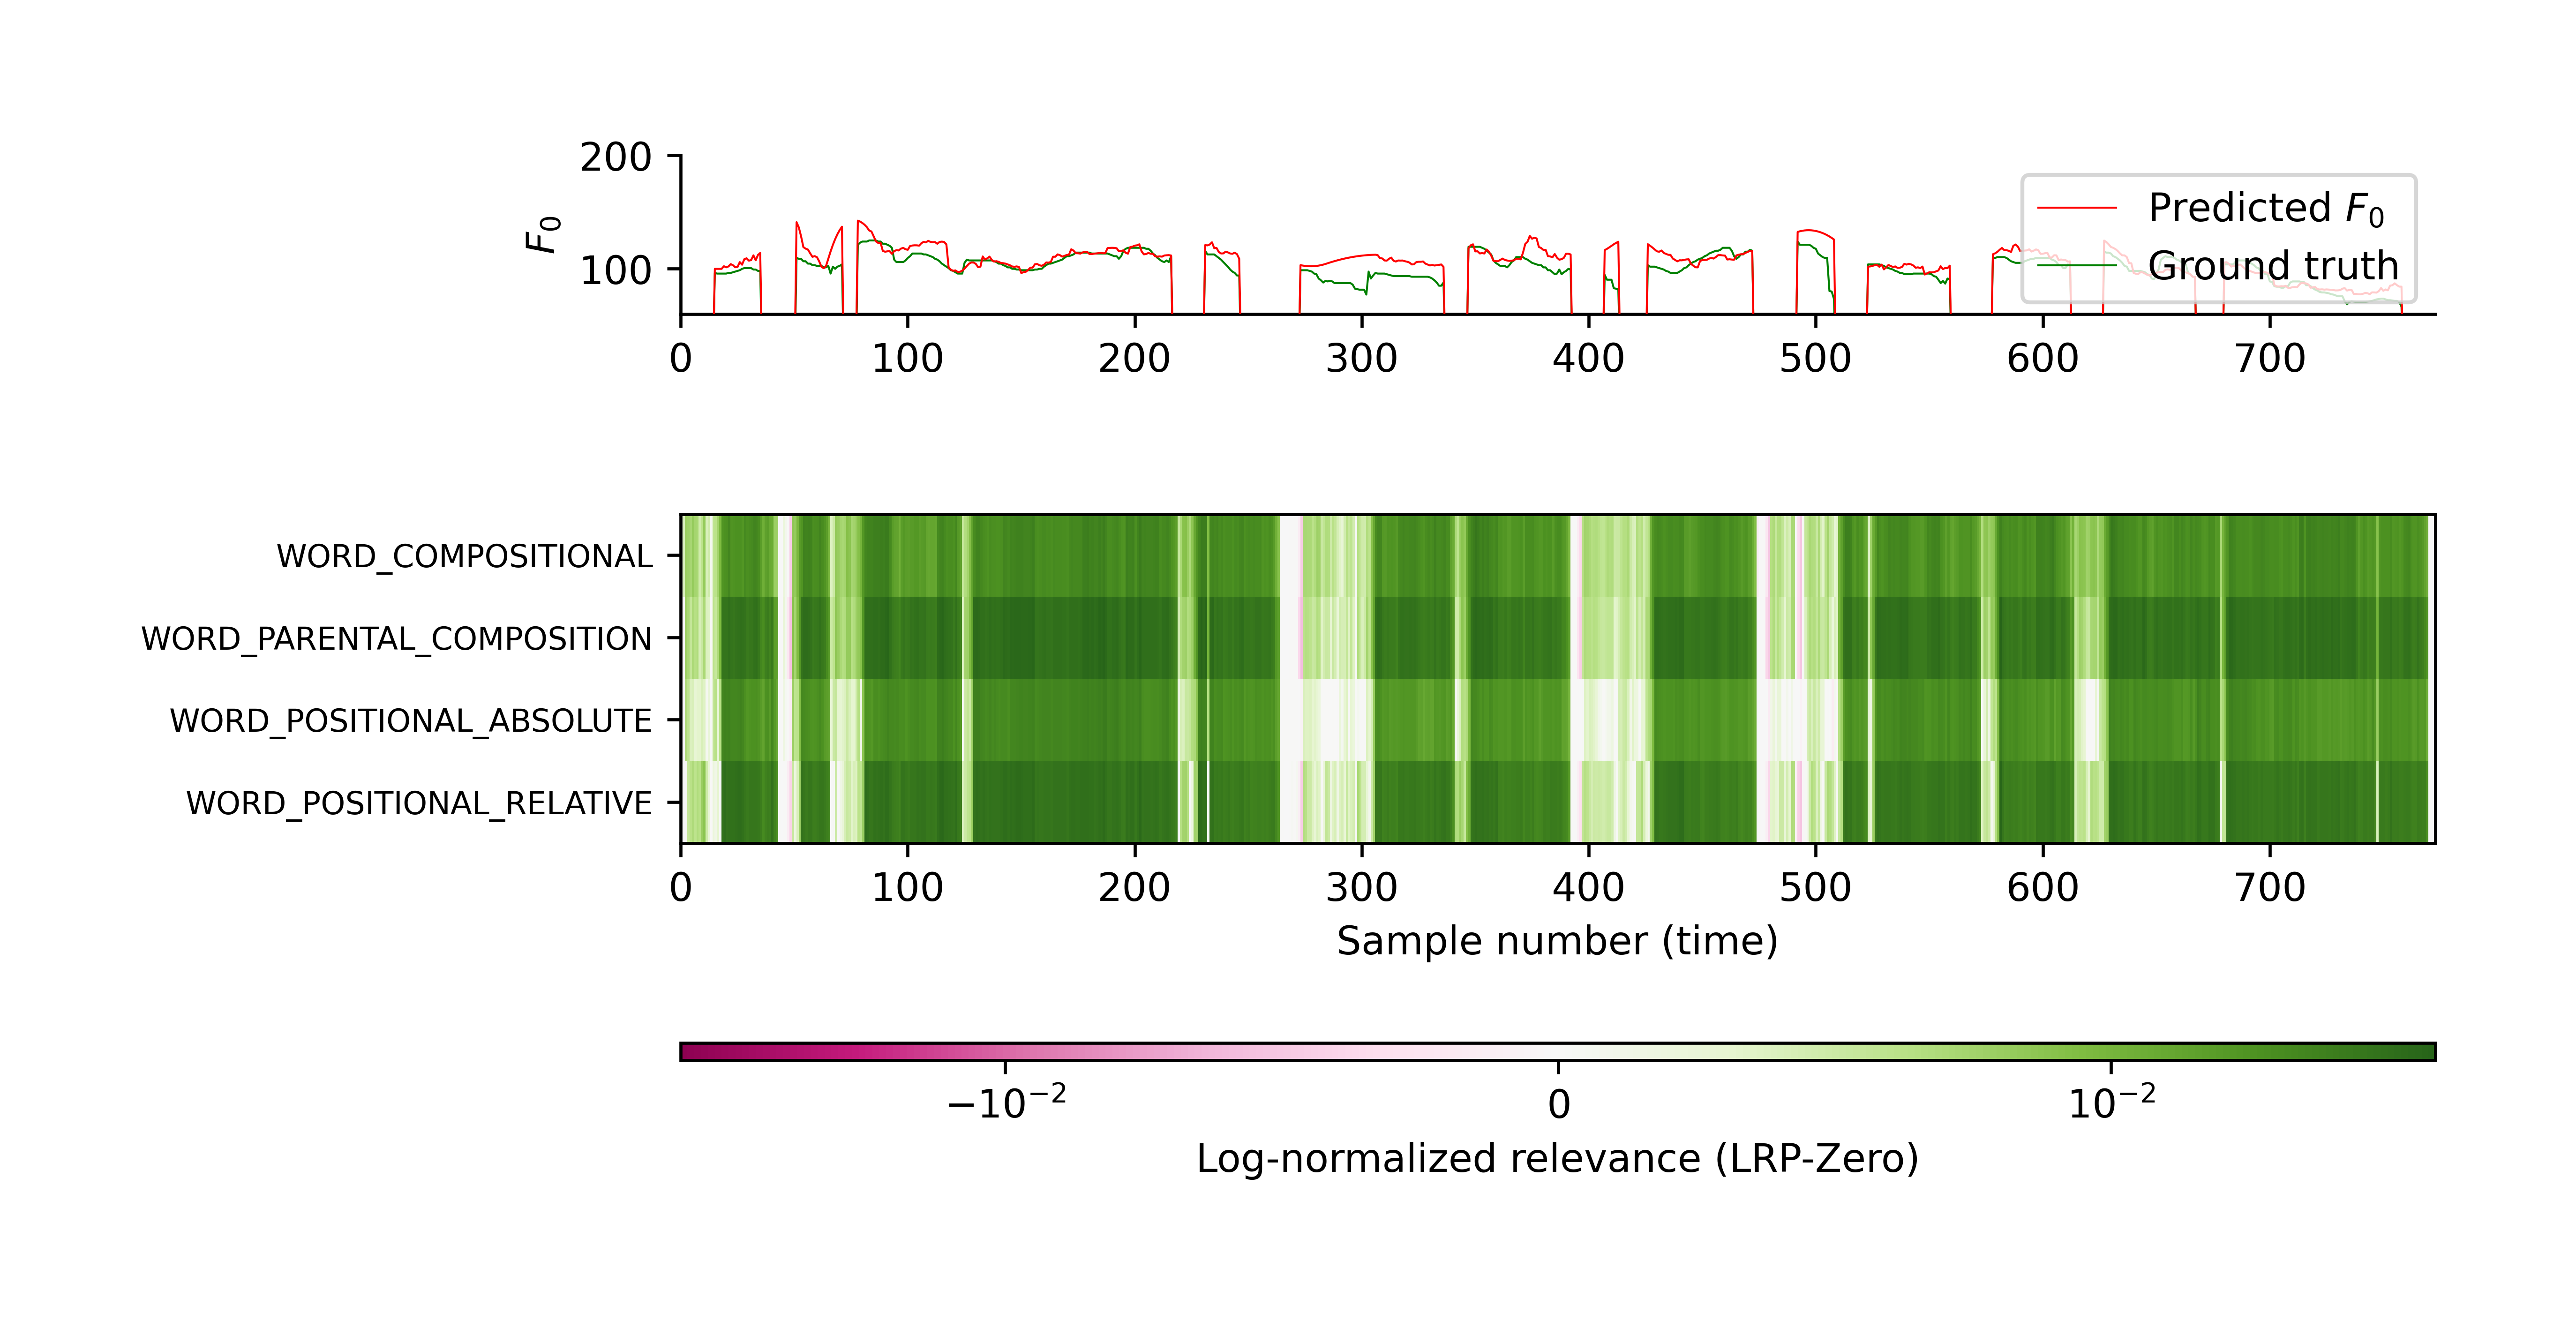 200
100
F₀
Predicted F₀
Ground truth
0 100 200 300 400 500 600 700
WORD_COMPOSITIONAL
WORD_PARENTAL_COMPOSITION
WORD_POSITIONAL_ABSOLUTE
WORD_POSITIONAL_RELATIVE
0 100 200 300 400 500 600 700
Sample number (time)
−10⁻² 0 10⁻²
Log-normalized relevance (LRP-Zero)